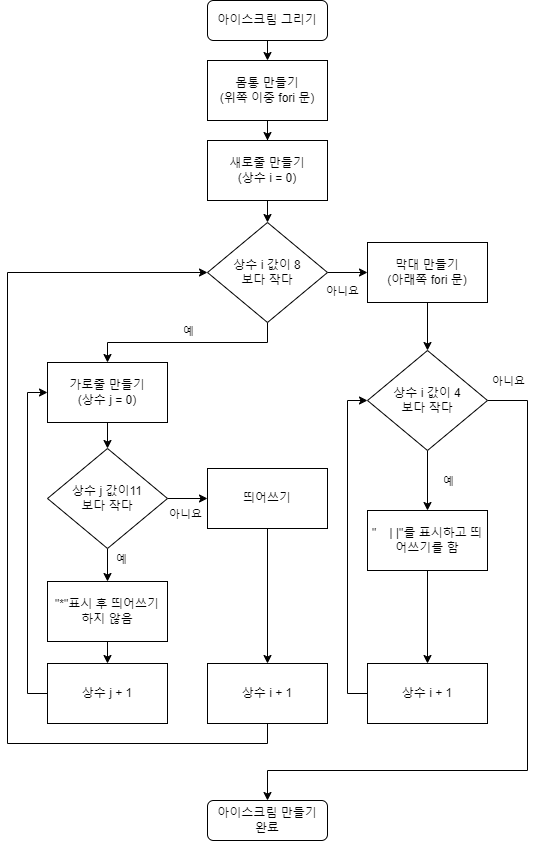 아이스크림 그리기
몸통 만들기
(위쪽 이중 fori 문)
새로줄 만들기
(상수 i = 0)
상수 i 값이 8
보다 작다
아니요
막대 만들기
(아래쪽 fori 문)
예
가로줄 만들기
(상수 j = 0)
상수 i 값이 4
보다 작다
아니요
상수 j 값이11
보다 작다
아니요
띄어쓰기
예
예
"    | |"를 표시하고 띄
어쓰기를 함
"*"표시 후 띄어쓰기
하지 않음
상수 j + 1
상수 i + 1
상수 i + 1
아이스크림 만들기
완료